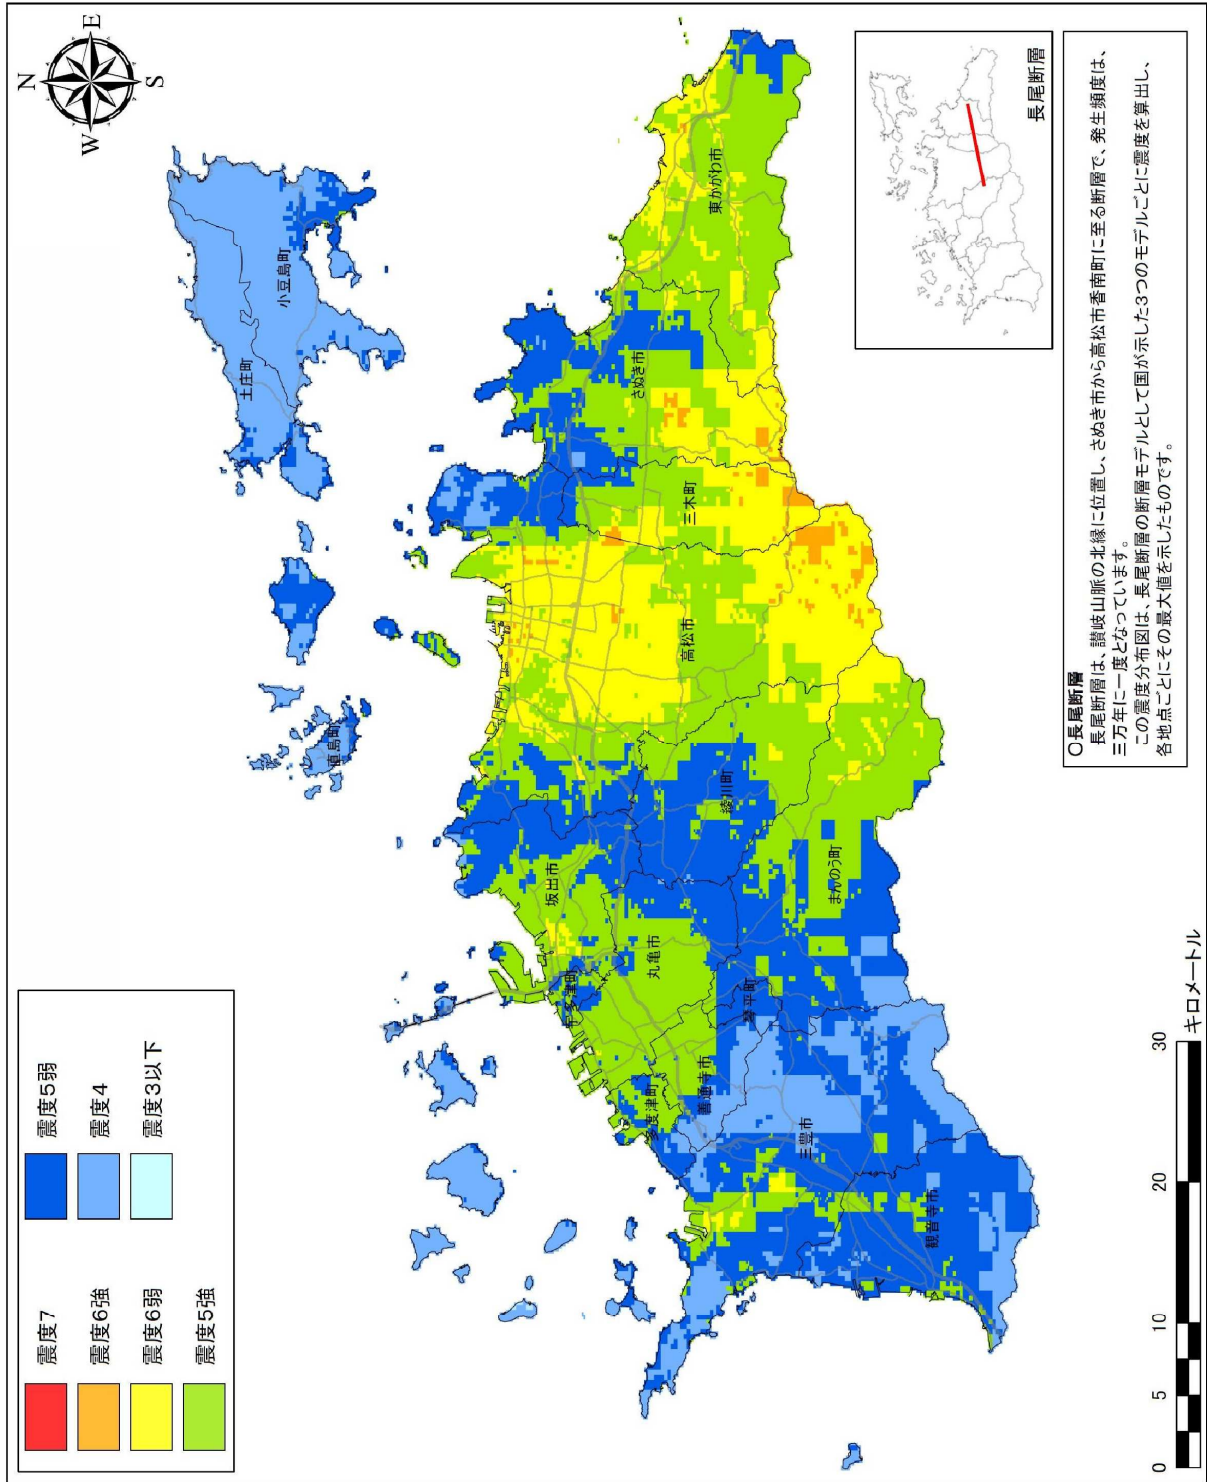 N
E
W
S
震度7
震度6強
震度6弱
震度5強
震度5弱
震度4
震度3以下
小豆島町
土庄町
直島町
東かがわ市
さぬき市
三木町
高松市
綾川町
坂出市
宇多津町
丸亀市
まんのう町
琴平町
善通寺市
多度津町
三豊市
観音寺市
長尾断層
〇長尾断層
長尾断層は、讃岐山脈の北縁に位置し、さぬき市から高松市香南町に至る断層で、発生頻度は、
三万年に一度となっています。
この震度分布図は、長尾断層の断層モデルとして国が示した3つのモデルごとに震度を算出し、
各地点ごとにその最大値を示したものです。
0 5 10 20 30
キロメートル